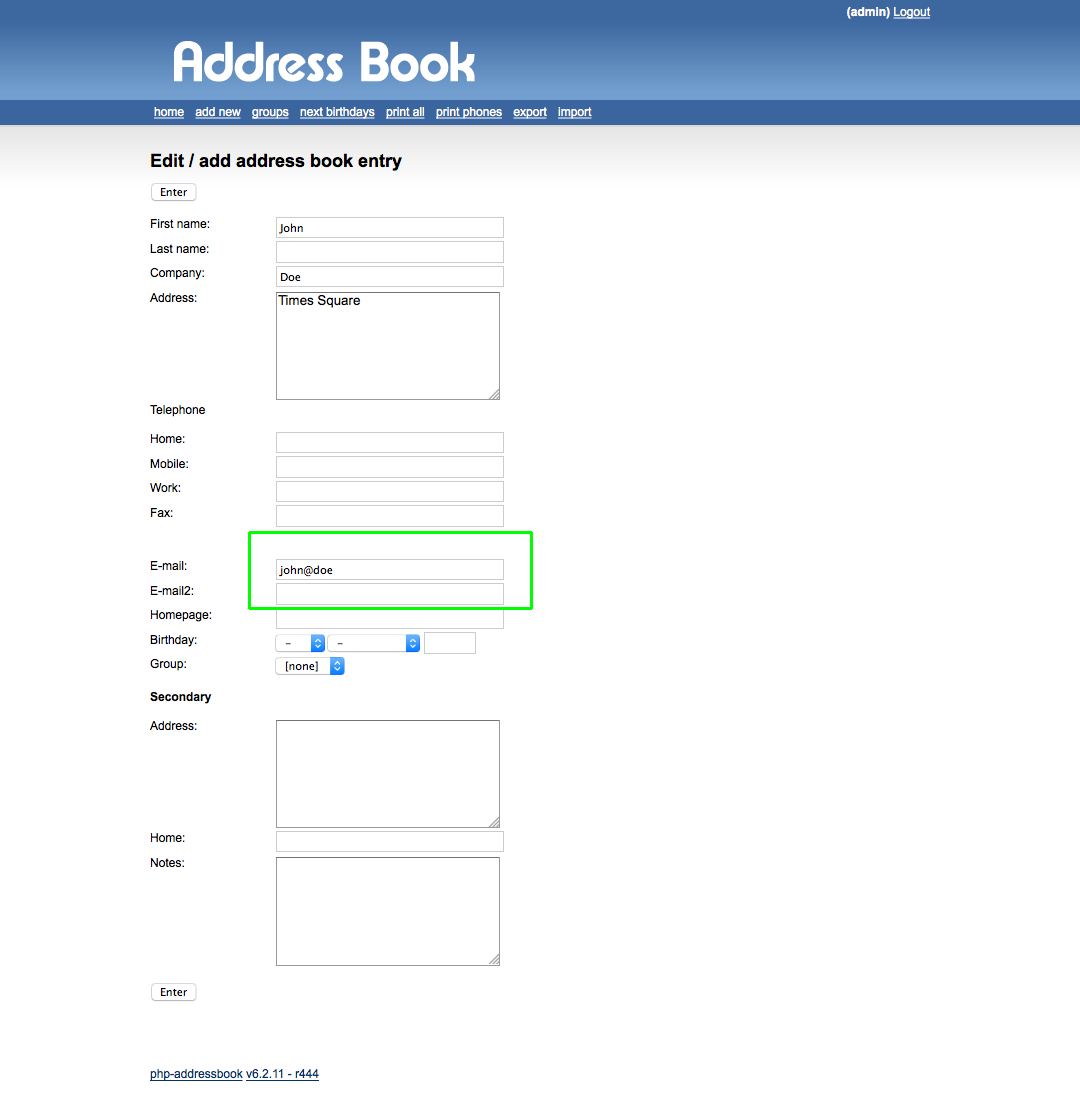 (admin) Logout
Address Book
home add new groups next birthdays print all print phones export import
Edit / add address book entry
Enter
First name: John
Last name:
Company: Doe
Address: Times Square
Telephone
Home:
Mobile:
Work:
Fax:
E-mail: john@doe
E-mail2:
Homepage:
Birthday: – –
Group: [none]
Secondary
Address:
Home:
Notes:
Enter
php-addressbook v6.2.11 - r444